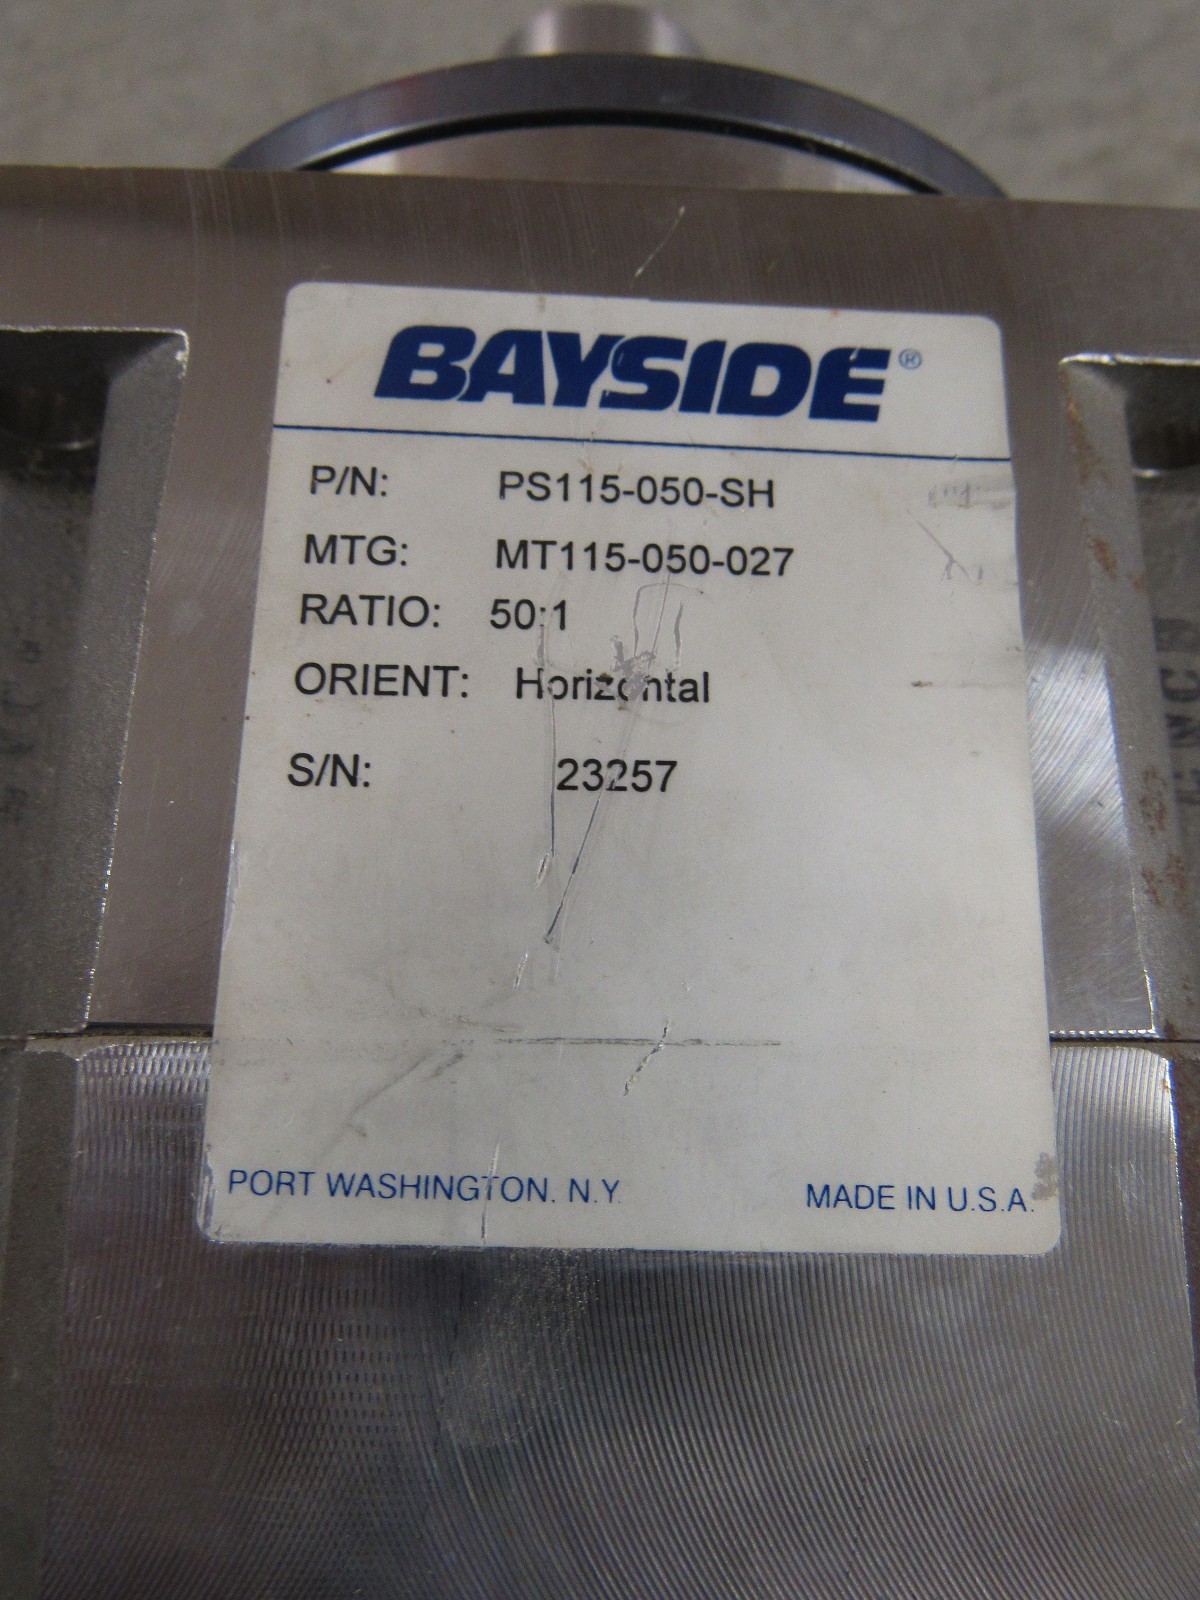 BAYSIDE®
P/N: PS115-050-SH
MTG: MT115-050-027
RATIO: 50:1
ORIENT: Horizontal
S/N: 23257
PORT WASHINGTON. N.Y.
MADE IN U.S.A.